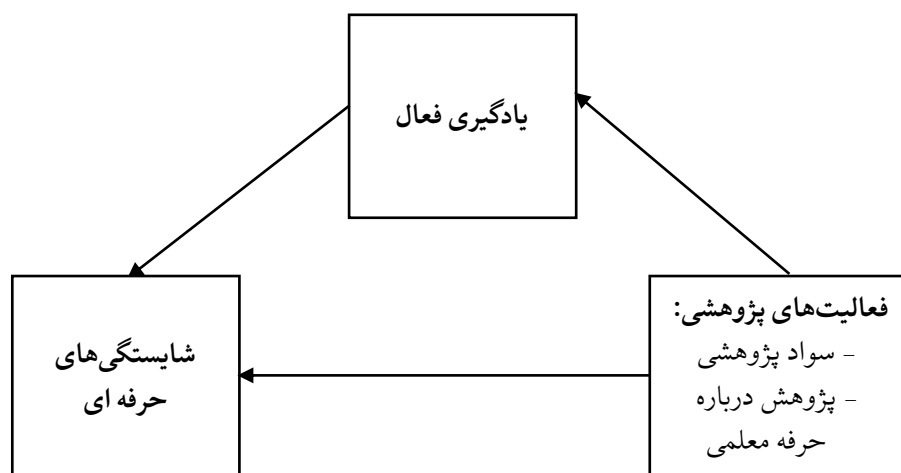 یادگیری فعال
فعالیت‌های پژوهشی:
- سواد پژوهشی
- پژوهش درباره
حرفه معلمی
شایستگی‌های
حرفه ای